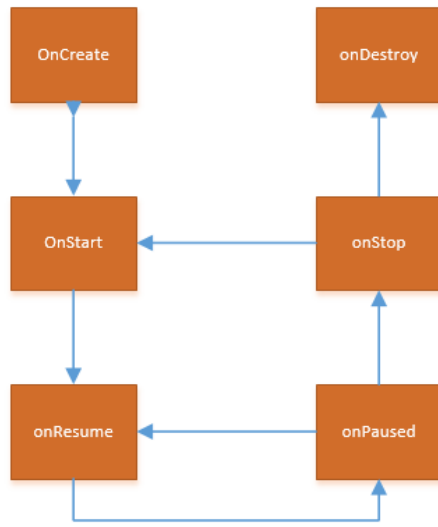 OnCreate
onDestroy
OnStart
onStop
onResume
onPaused